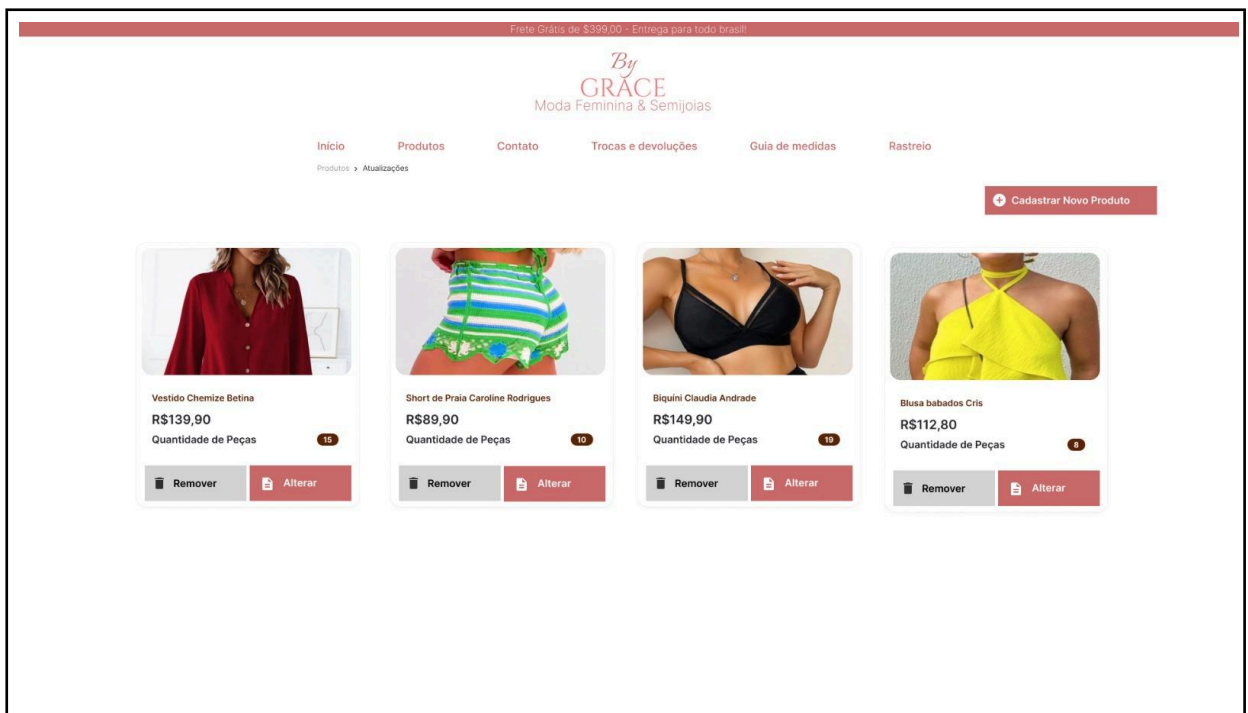 Frete Grátis de $399,00 - Entrega para todo brasil!
By
GRACE
Moda Feminina & Semijoias
Início Produtos Contato Trocas e devoluções Guia de medidas Rastreio
Produtos > Atualizações
Cadastrar Novo Produto
Vestido Chemize Betina
R$139,90
Quantidade de Peças 15
Remover Alterar
Short de Praia Caroline Rodrigues
R$89,90
Quantidade de Peças 10
Remover Alterar
Biquíni Claudia Andrade
R$149,90
Quantidade de Peças 19
Remover Alterar
Blusa babados Cris
R$112,80
Quantidade de Peças 8
Remover Alterar